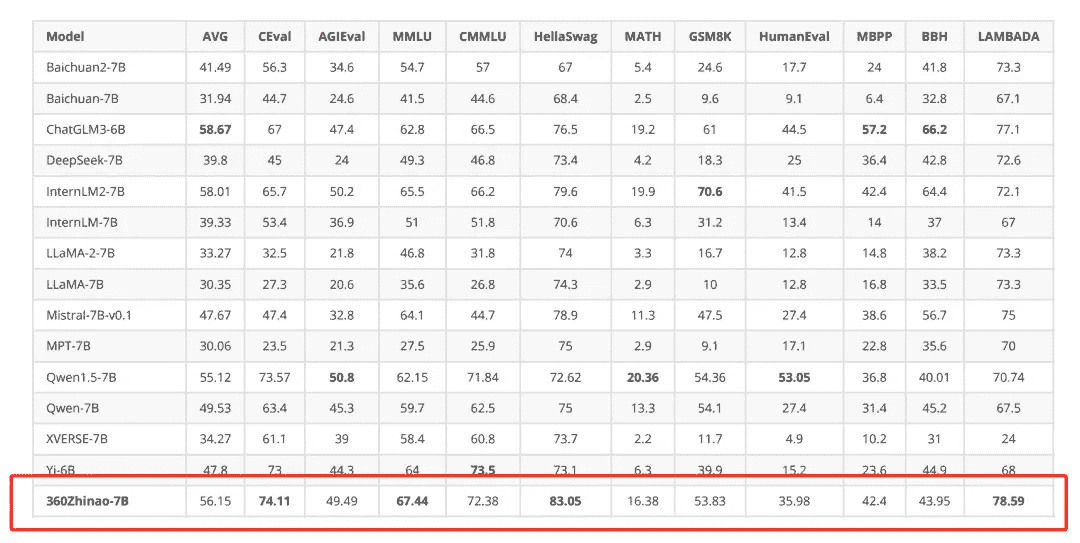 Model AVG CEval AGIEval MMLU CMMLU HellaSwag MATH GSM8K HumanEval MBPP BBH LAMBADA
Baichuan2-7B 41.49 56.3 34.6 54.7 57 67 5.4 24.6 17.7 24 41.8 73.3
Baichuan-7B 31.94 44.7 24.6 41.5 44.6 68.4 2.5 9.6 9.1 6.4 32.8 67.1
ChatGLM3-6B 58.67 67 47.4 62.8 66.5 76.5 19.2 61 44.5 57.2 66.2 77.1
DeepSeek-7B 39.8 45 24 49.3 46.8 73.4 4.2 18.3 25 36.4 42.8 72.6
InternLM2-7B 58.01 65.7 50.2 65.5 66.2 79.6 19.9 70.6 41.5 42.4 64.4 72.1
InternLM-7B 39.33 53.4 36.9 51 51.8 70.6 6.3 31.2 13.4 14 37 67
LLaMA-2-7B 33.27 32.5 21.8 46.8 31.8 74 3.3 16.7 12.8 14.8 38.2 73.3
LLaMA-7B 30.35 27.3 20.6 35.6 26.8 74.3 2.9 10 12.8 16.8 33.5 73.3
Mistral-7B-v0.1 47.67 47.4 32.8 64.1 44.7 78.9 11.3 47.5 27.4 38.6 56.7 75
MPT-7B 30.06 23.5 21.3 27.5 25.9 75 2.9 9.1 17.1 22.8 35.6 70
Qwen1.5-7B 55.12 73.57 50.8 62.15 71.84 72.62 20.36 54.36 53.05 36.8 40.01 70.74
Qwen-7B 49.53 63.4 45.3 59.7 62.5 75 13.3 54.1 27.4 31.4 45.2 67.5
XVERSE-7B 34.27 61.1 39 58.4 60.8 73.7 2.2 11.7 4.9 10.2 31 24
Yi-6B 47.8 73 44.3 64 73.5 73.1 6.3 39.9 15.2 23.6 44.9 68
360Zhinao-7B 56.15 74.11 49.49 67.44 72.38 83.05 16.38 53.83 35.98 42.4 43.95 78.59